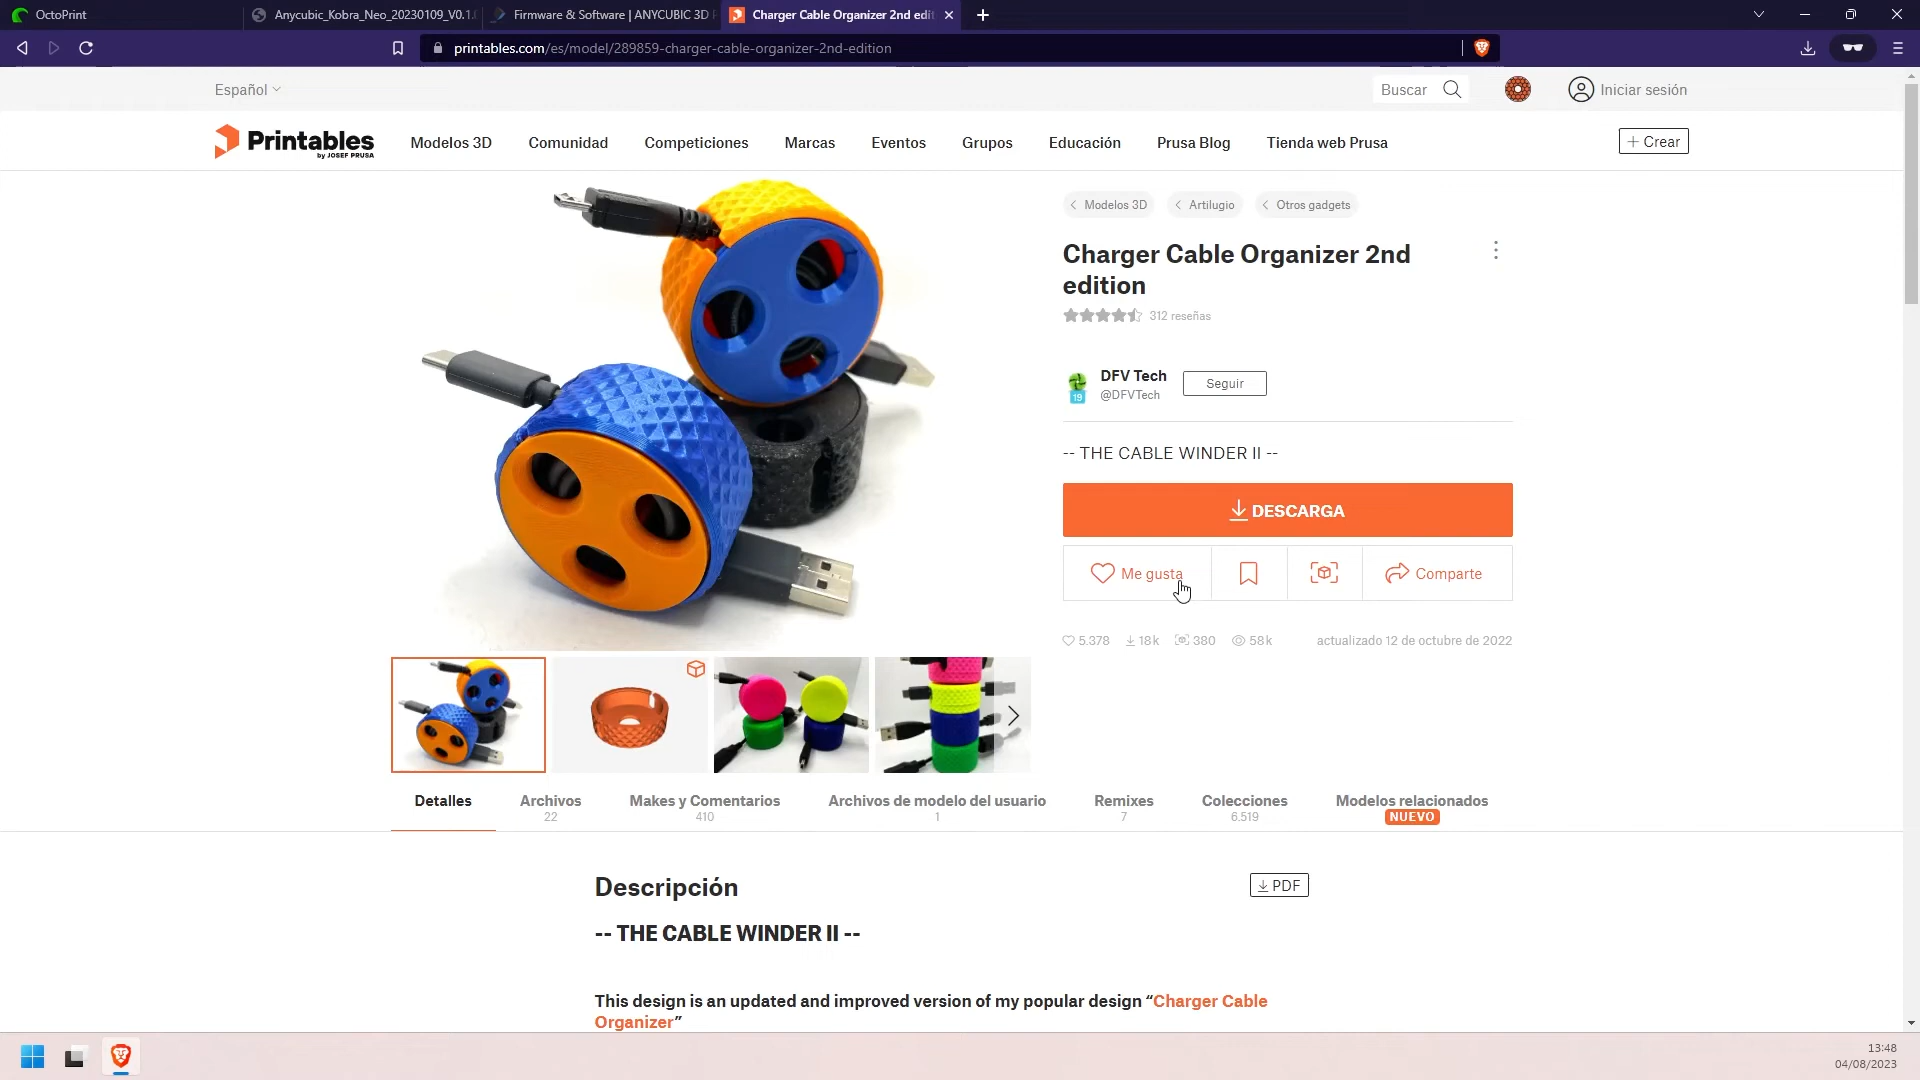 OctoPrint
Anycubic_Kobra_Neo_20230109_V0.1.
Firmware & Software | ANYCUBIC 3D
Charger Cable Organizer 2nd edit
printables.com/es/model/289859-charger-cable-organizer-2nd-edition
Español
Buscar
Iniciar sesión
Printables
by JOSEF PRUSA
Modelos 3D
Comunidad
Competiciones
Marcas
Eventos
Grupos
Educación
Prusa Blog
Tienda web Prusa
+ Crear
Modelos 3D
Artilugio
Otros gadgets
Charger Cable Organizer 2nd
edition
312 reseñas
DFV Tech
19
@DFVTech
Seguir
-- THE CABLE WINDER II --
DESCARGA
Me gusta
Comparte
5.378
18k
380
58k
actualizado 12 de octubre de 2022
Detalles
Archivos
22
Makes y Comentarios
410
Archivos de modelo del usuario
1
Remixes
7
Colecciones
6.519
Modelos relacionados
NUEVO
Descripción
PDF
-- THE CABLE WINDER II --
This design is an updated and improved version of my popular design “Charger Cable
Organizer”
13:48
04/08/2023